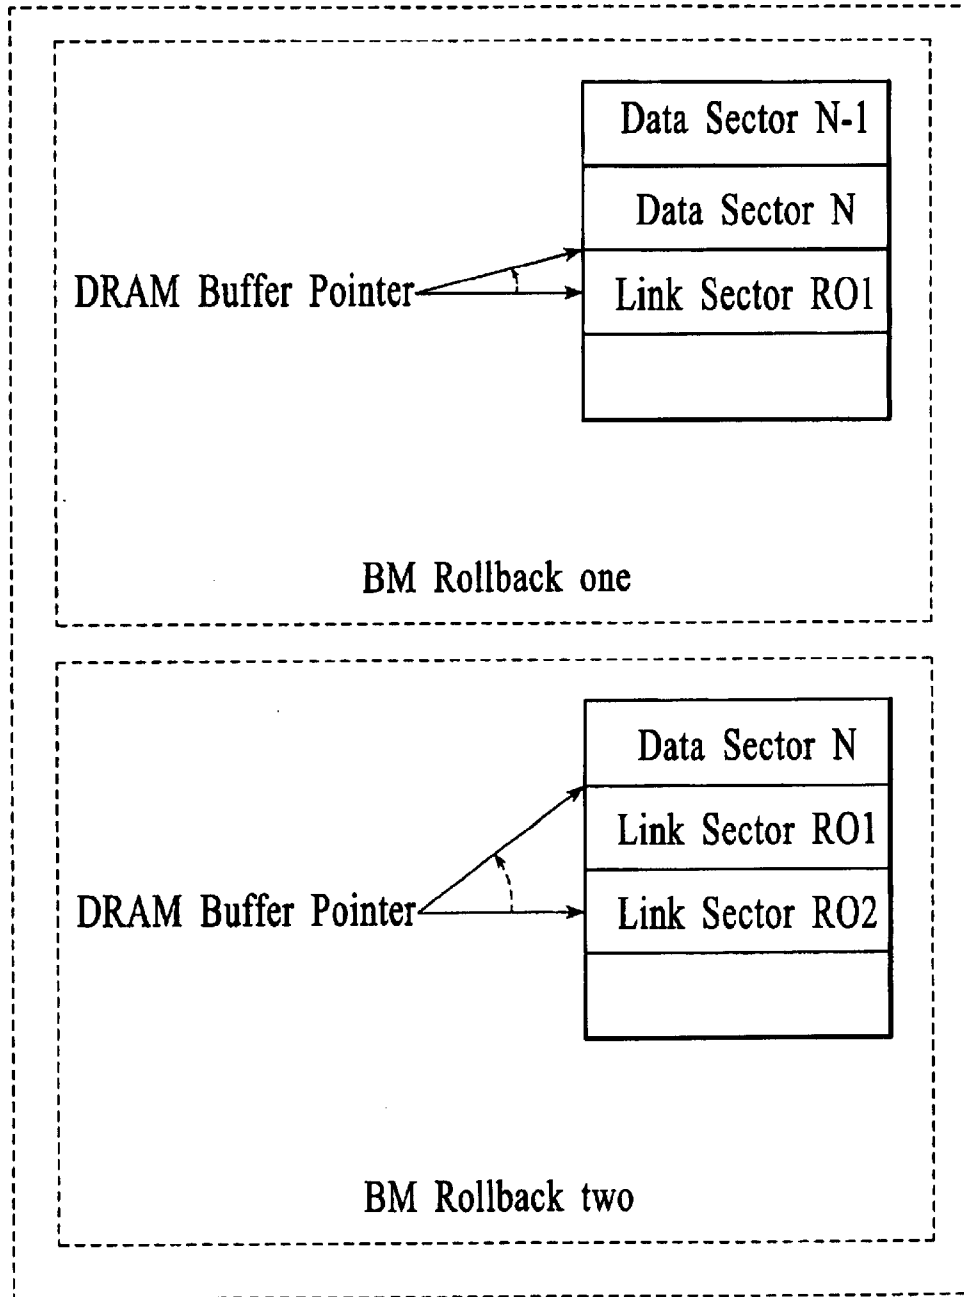 Data Sector N-1
Data Sector N
DRAM Buffer Pointer
Link Sector RO1
BM Rollback one
Data Sector N
Link Sector RO1
DRAM Buffer Pointer
Link Sector RO2
BM Rollback two